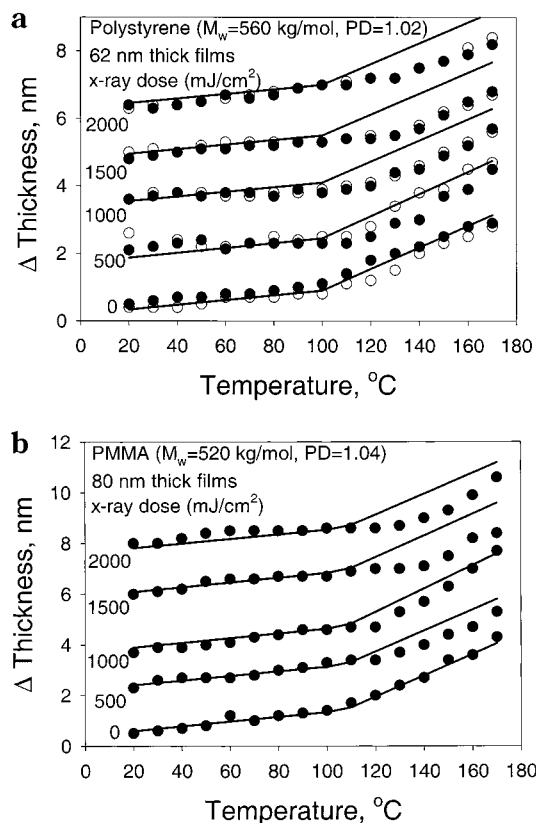 a
Polystyrene (Mw=560 kg/mol, PD=1.02)
62 nm thick films
x-ray dose (mJ/cm2)
Δ Thickness, nm
8
6
4
2
0
2000
1500
1000
500
0
0 20 40 60 80 100 120 140 160 180
Temperature, °C
b
PMMA (Mw=520 kg/mol, PD=1.04)
80 nm thick films
x-ray dose (mJ/cm2)
Δ Thickness, nm
12
10
8
6
4
2
0
2000
1500
1000
500
0
0 20 40 60 80 100 120 140 160 180
Temperature, °C